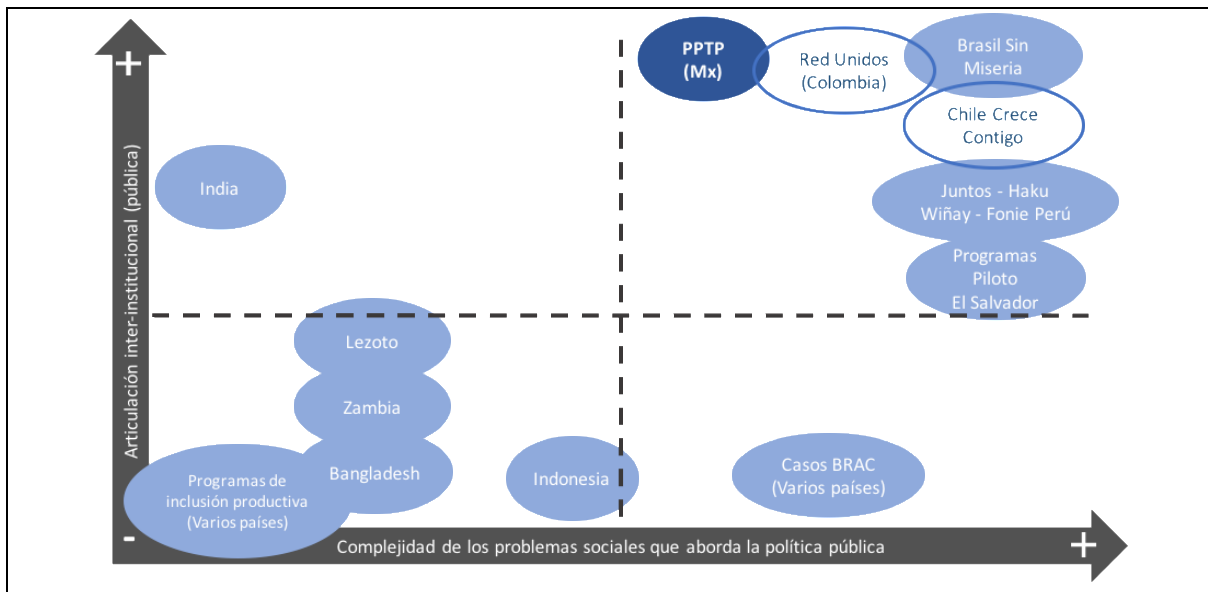 +
Articulación inter-institucional (pública)
-
PPTP
(Mx)
Red Unidos
(Colombia)
Brasil Sin
Miseria
Chile Crece
Contigo
India
Juntos - Haku
Wiñay - Fonie Perú
Programas
Piloto
El Salvador
Lezoto
Zambia
Bangladesh
Programas de
inclusión productiva
(Varios países)
Indonesia
Casos BRAC
(Varios países)
Complejidad de los problemas sociales que aborda la política pública
+